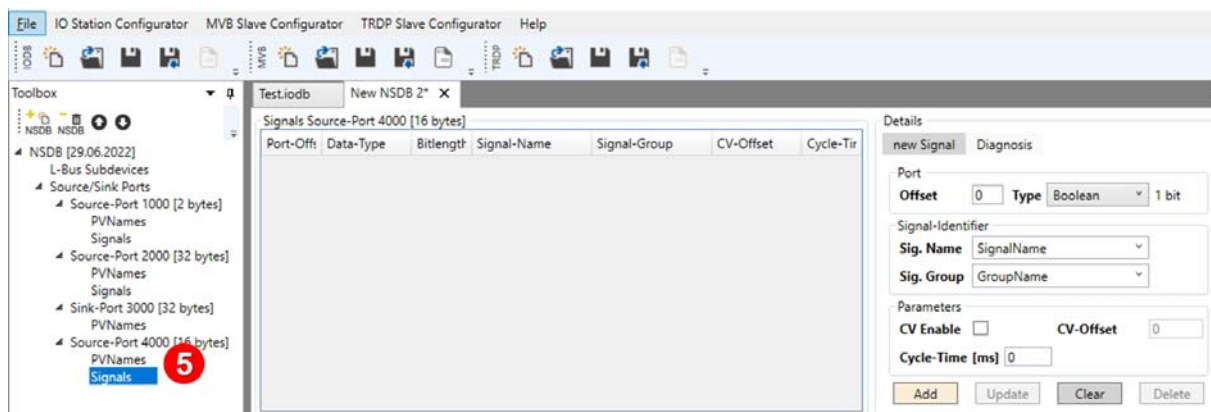 File IO Station Configurator MVB Slave Configurator TRDP Slave Configurator Help
IODB MVB TRDP
Toolbox
Test.iodb New NSDB 2*
NSDB NSDB
Signals Source-Port 4000 [16 bytes]
Details
Port-Offs Data-Type Bitlength Signal-Name Signal-Group CV-Offset Cycle-Tir
new Signal Diagnosis
NSDB [29.06.2022]
L-Bus Subdevices
Source/Sink Ports
Source-Port 1000 [2 bytes]
PVNames
Signals
Source-Port 2000 [32 bytes]
PVNames
Signals
Sink-Port 3000 [32 bytes]
PVNames
Source-Port 4000 [16 bytes]
PVNames
Signals
5
Port
Offset 0 Type Boolean 1 bit
Signal-Identifier
Sig. Name SignalName
Sig. Group GroupName
Parameters
CV Enable CV-Offset 0
Cycle-Time [ms] 0
Add Update Clear Delete